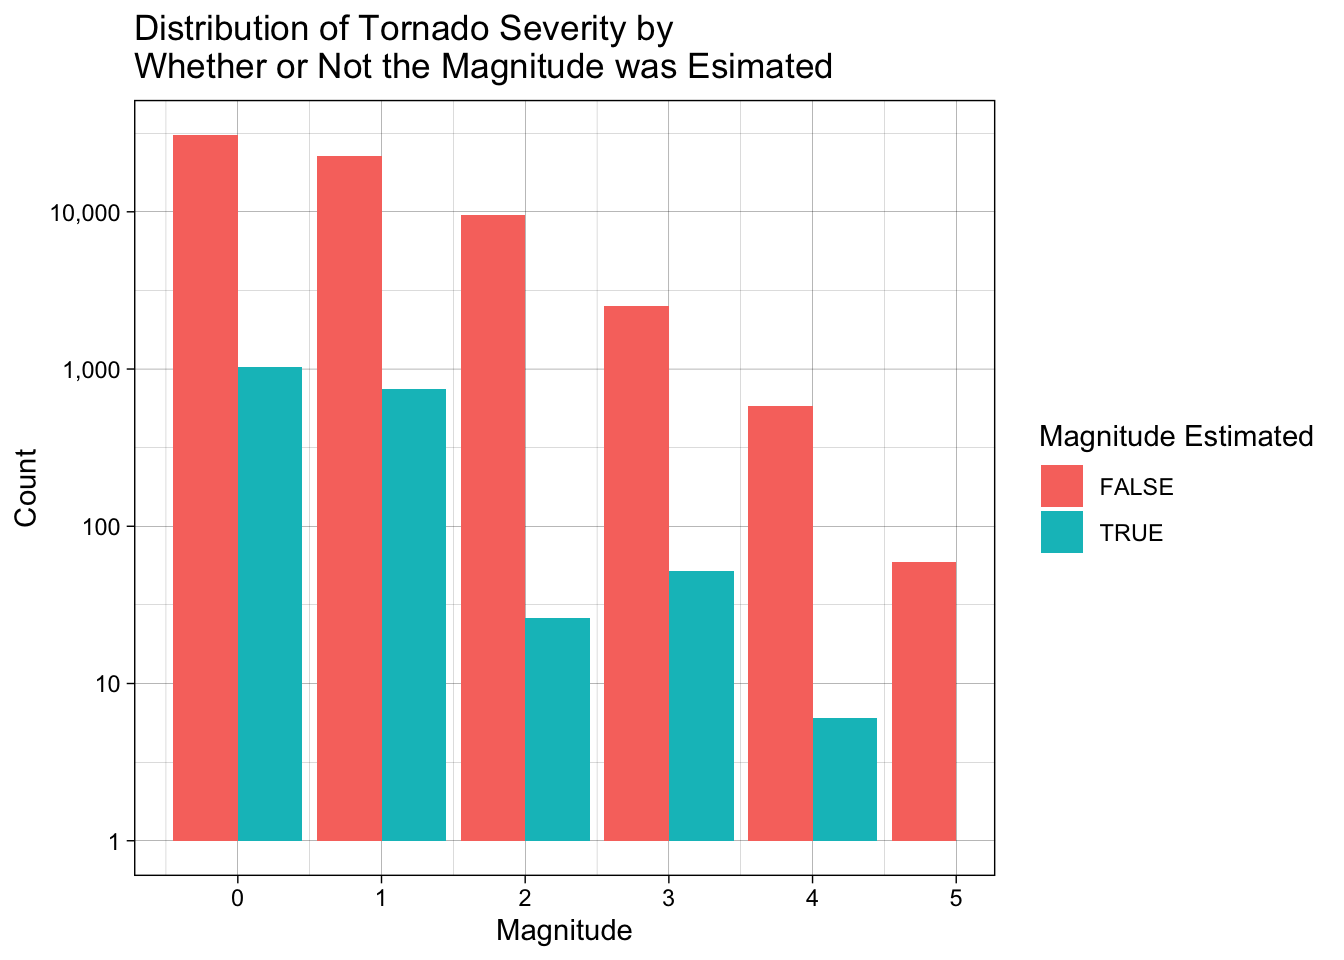 Distribution of Tornado Severity by
Whether or Not the Magnitude was Esimated
10,000
1,000
100
10
1
Count
0 1 2 3 4 5
Magnitude
Magnitude Estimated
FALSE
TRUE